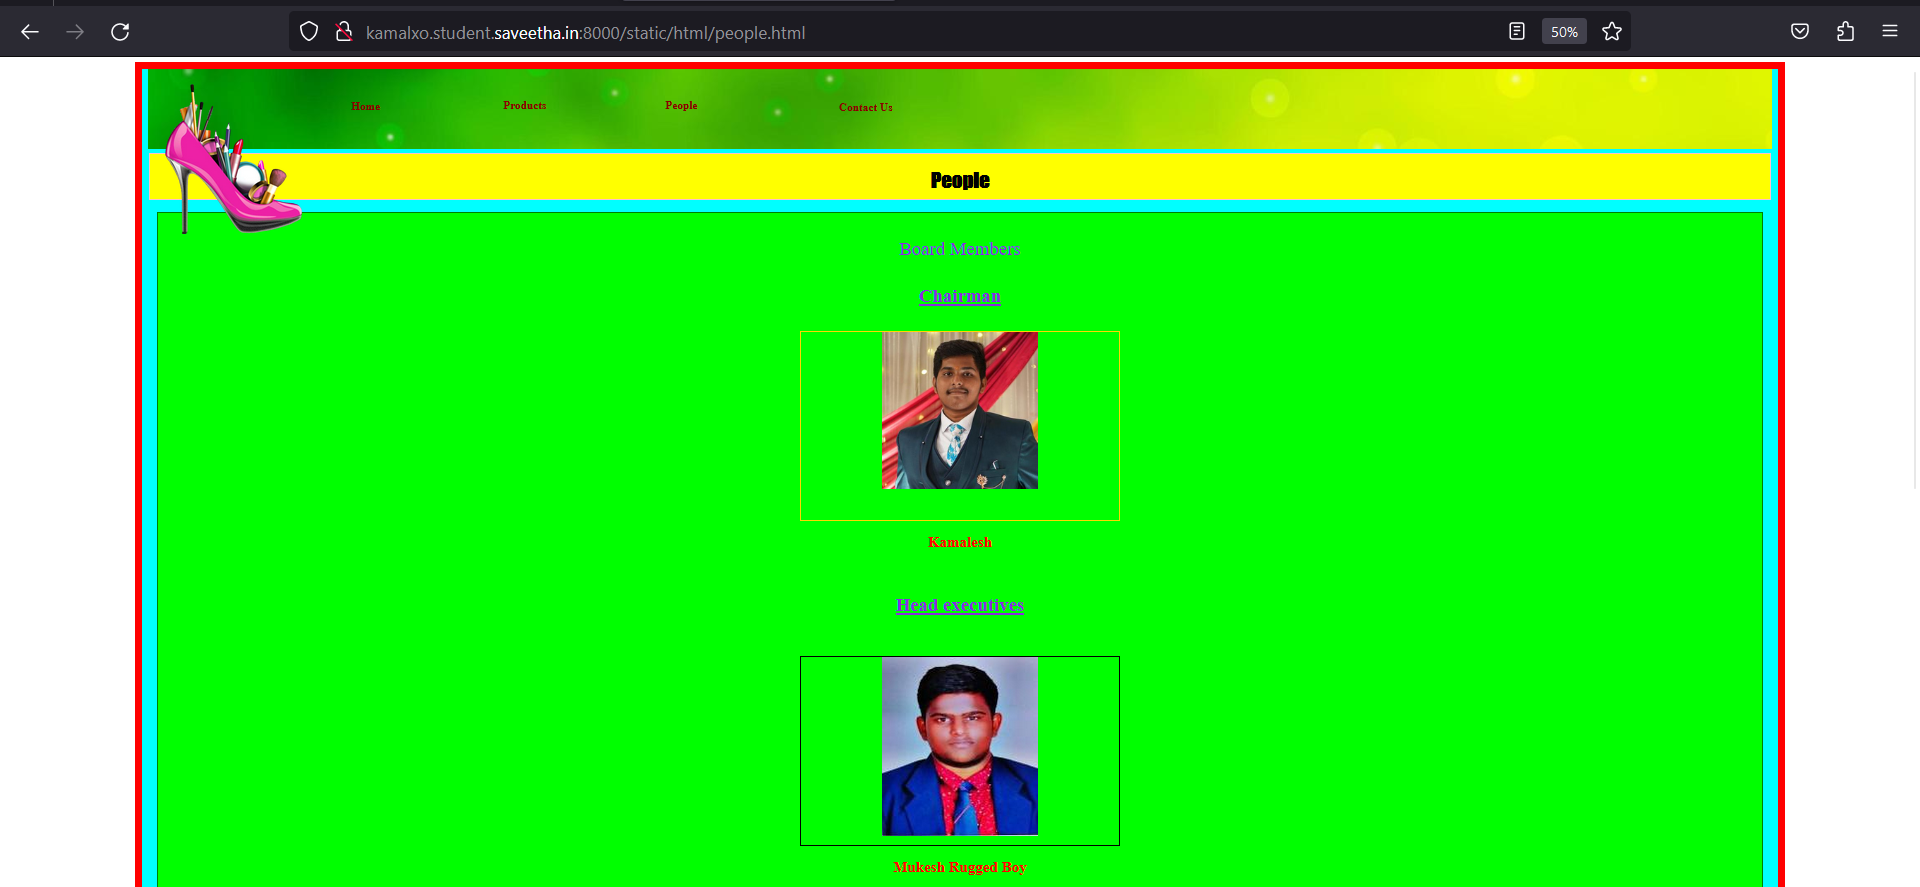 kamalxo.student.saveetha.in:8000/static/html/people.html 50%
Home Products People Contact Us
People
Board Members
Chairman
Kamalesh
Head executives
Mukesh Rugged Boy